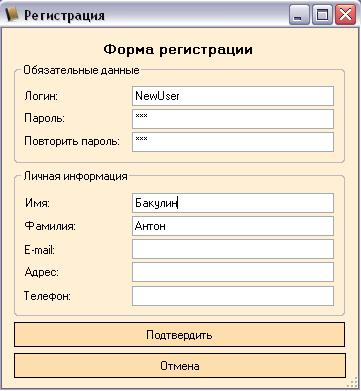 Регистрация
Форма регистрации
Обязательные данные
Логин: NewUser
Пароль: ***
Повторить пароль: ***
Личная информация
Имя: Бакулин
Фамилия: Антон
E-mail:
Адрес:
Телефон:
Подтвердить
Отмена